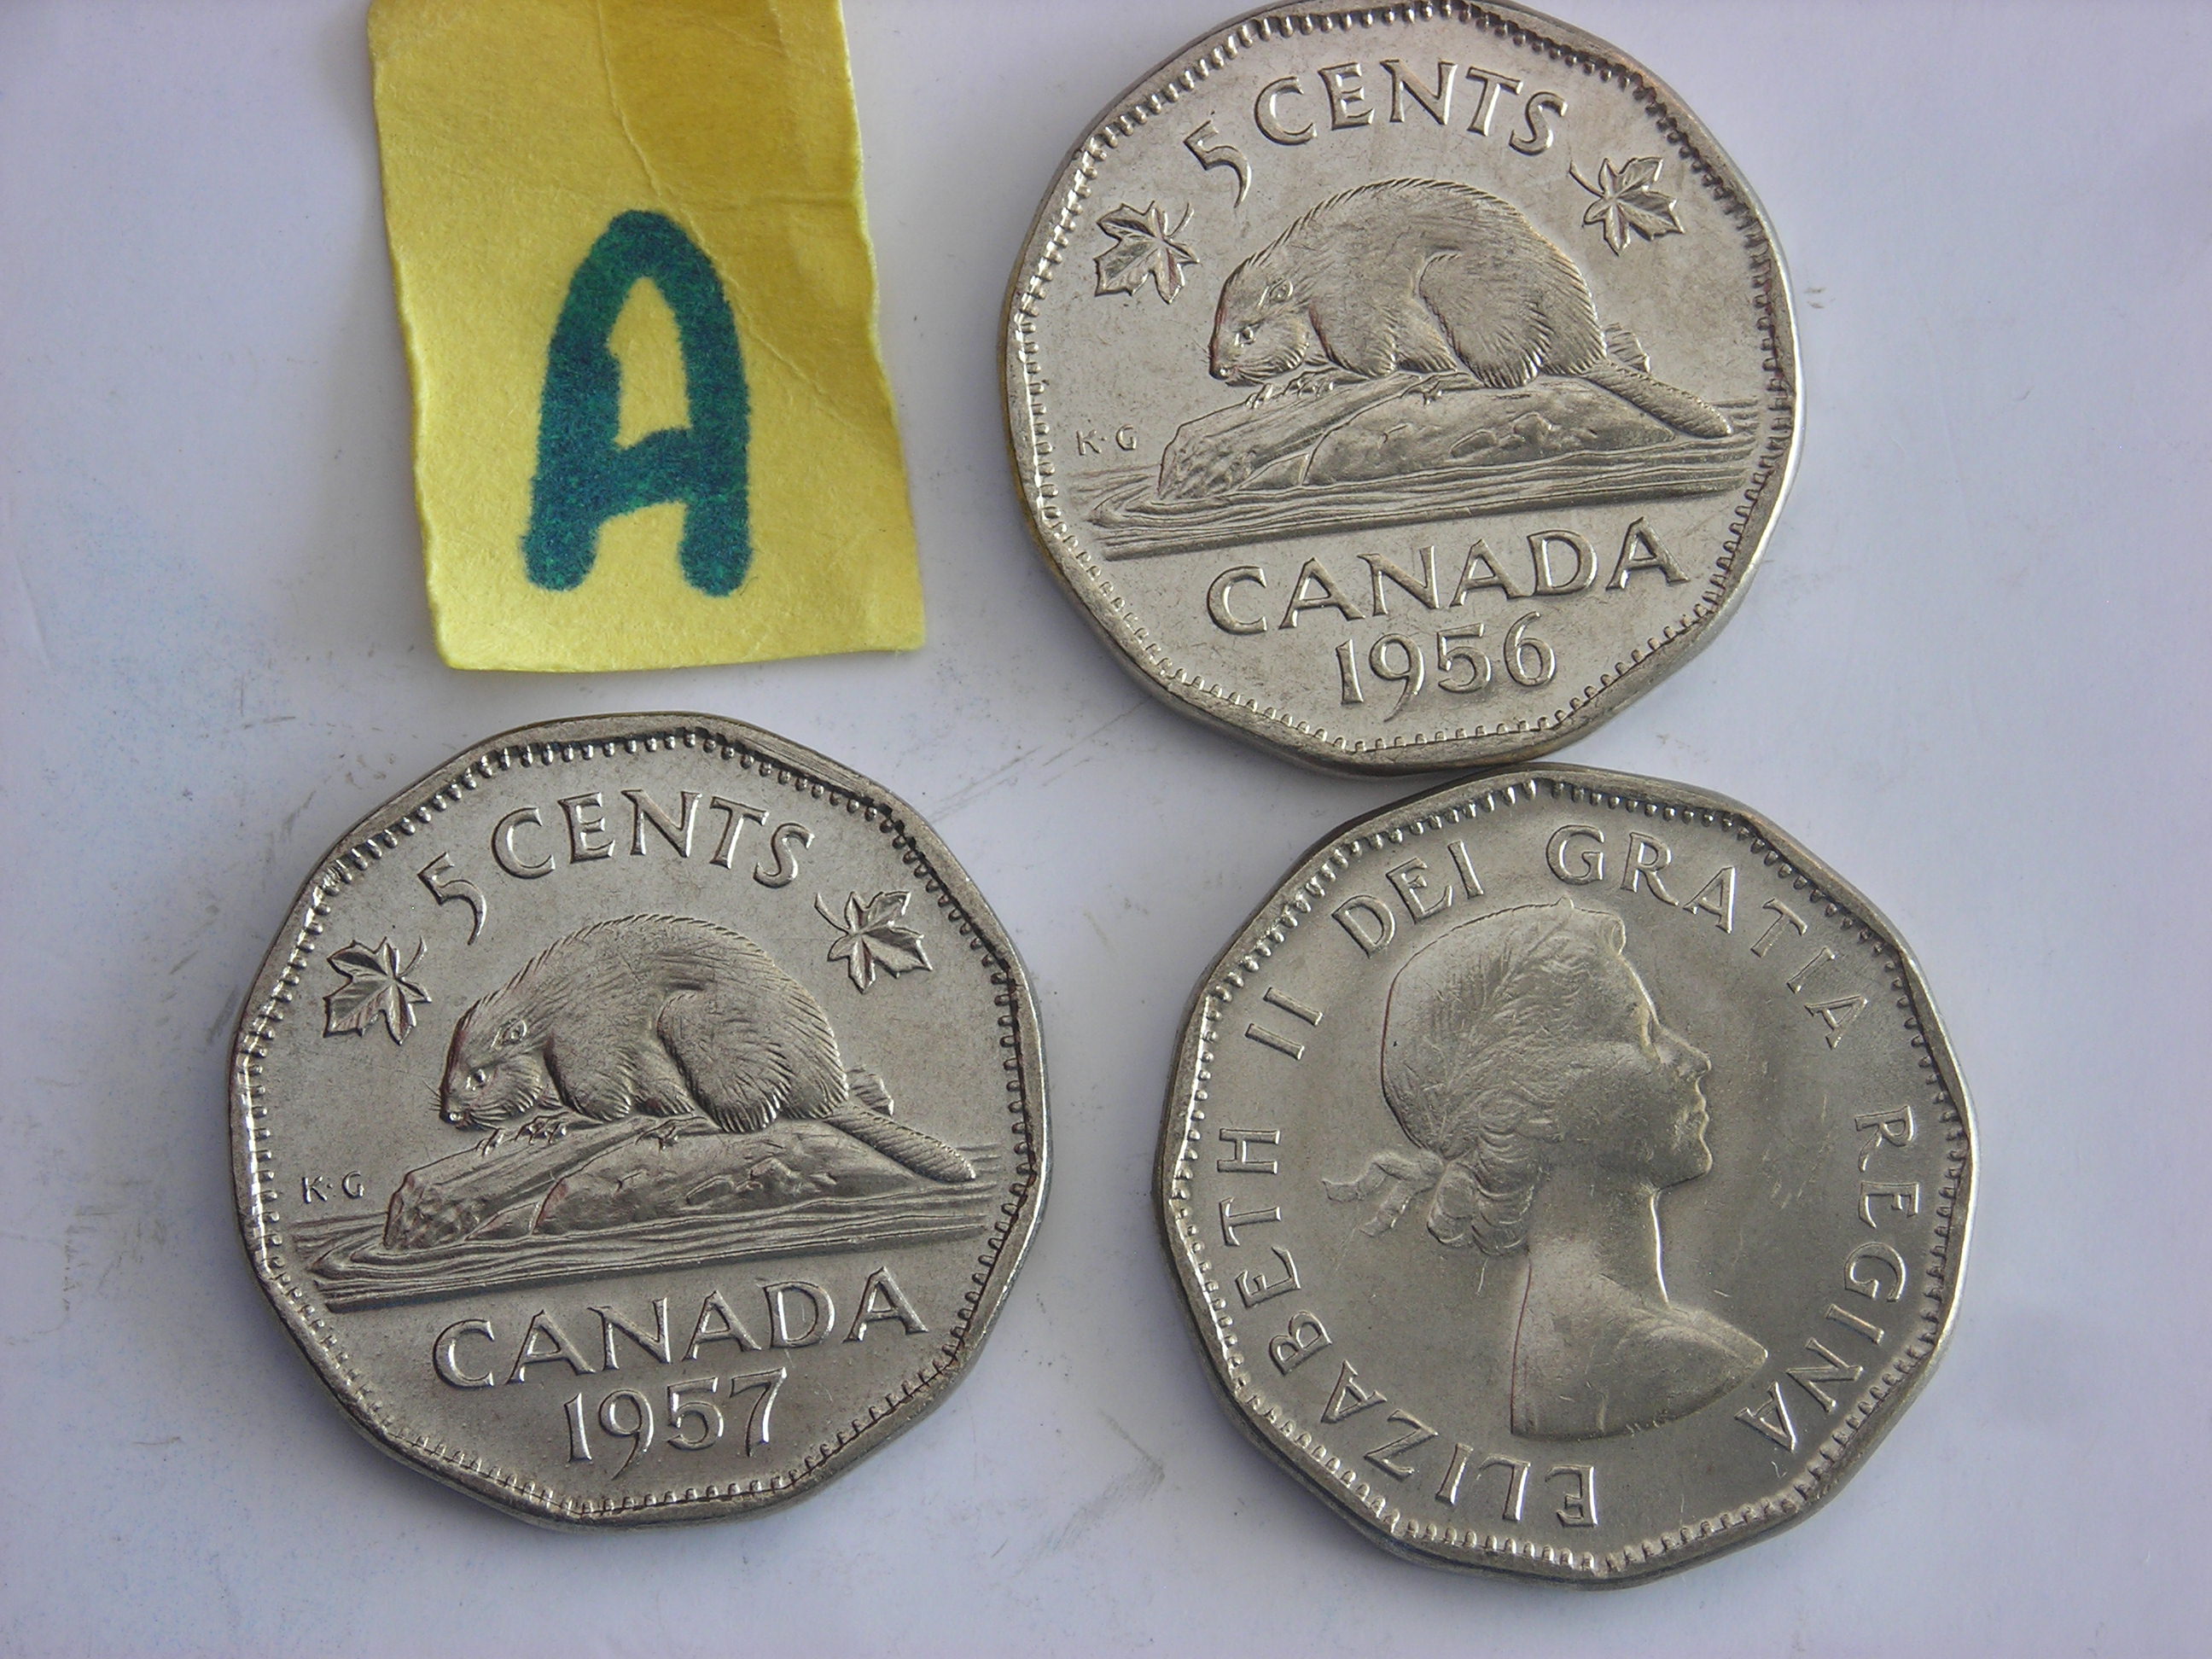 A
5 CENTS
K·G
CANADA
1956
5 CENTS
K·G
CANADA
1957
ELIZABETH II DEI GRATIA REGINA